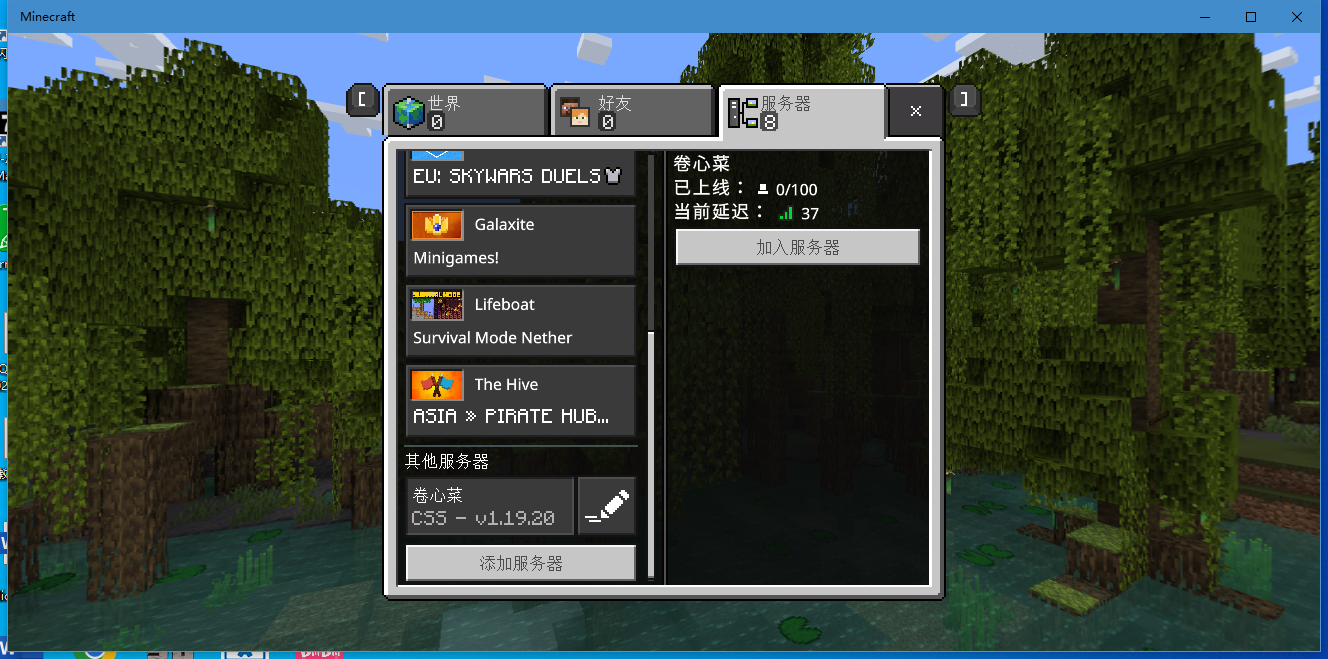 Minecraft
[
世界
0
好友
0
服务器
8
]
EU: SKYWARS DUELS
Galaxite
Minigames!
SURVIVAL MODE
Lifeboat
Survival Mode Nether
The Hive
ASIA » PIRATE HUB...
其他服务器
卷心菜
CSS - v1.19.20
添加服务器
卷心菜
已上线： 0/100
当前延迟： 37
加入服务器